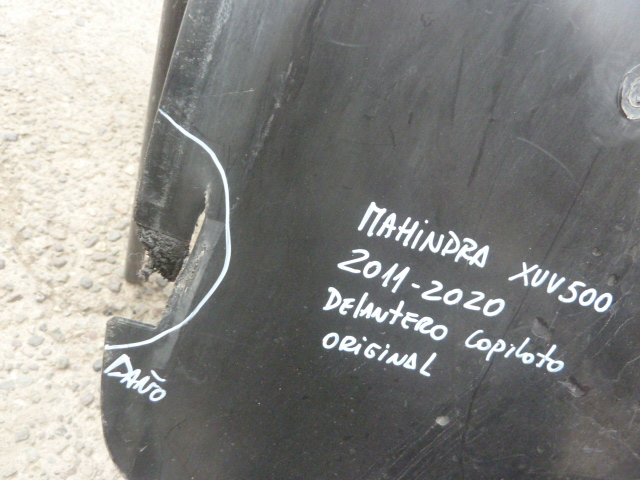 MAHINDRA XUV500
2011-2020
DElANTERO COPiloto
ORIGINAL
DAÑO